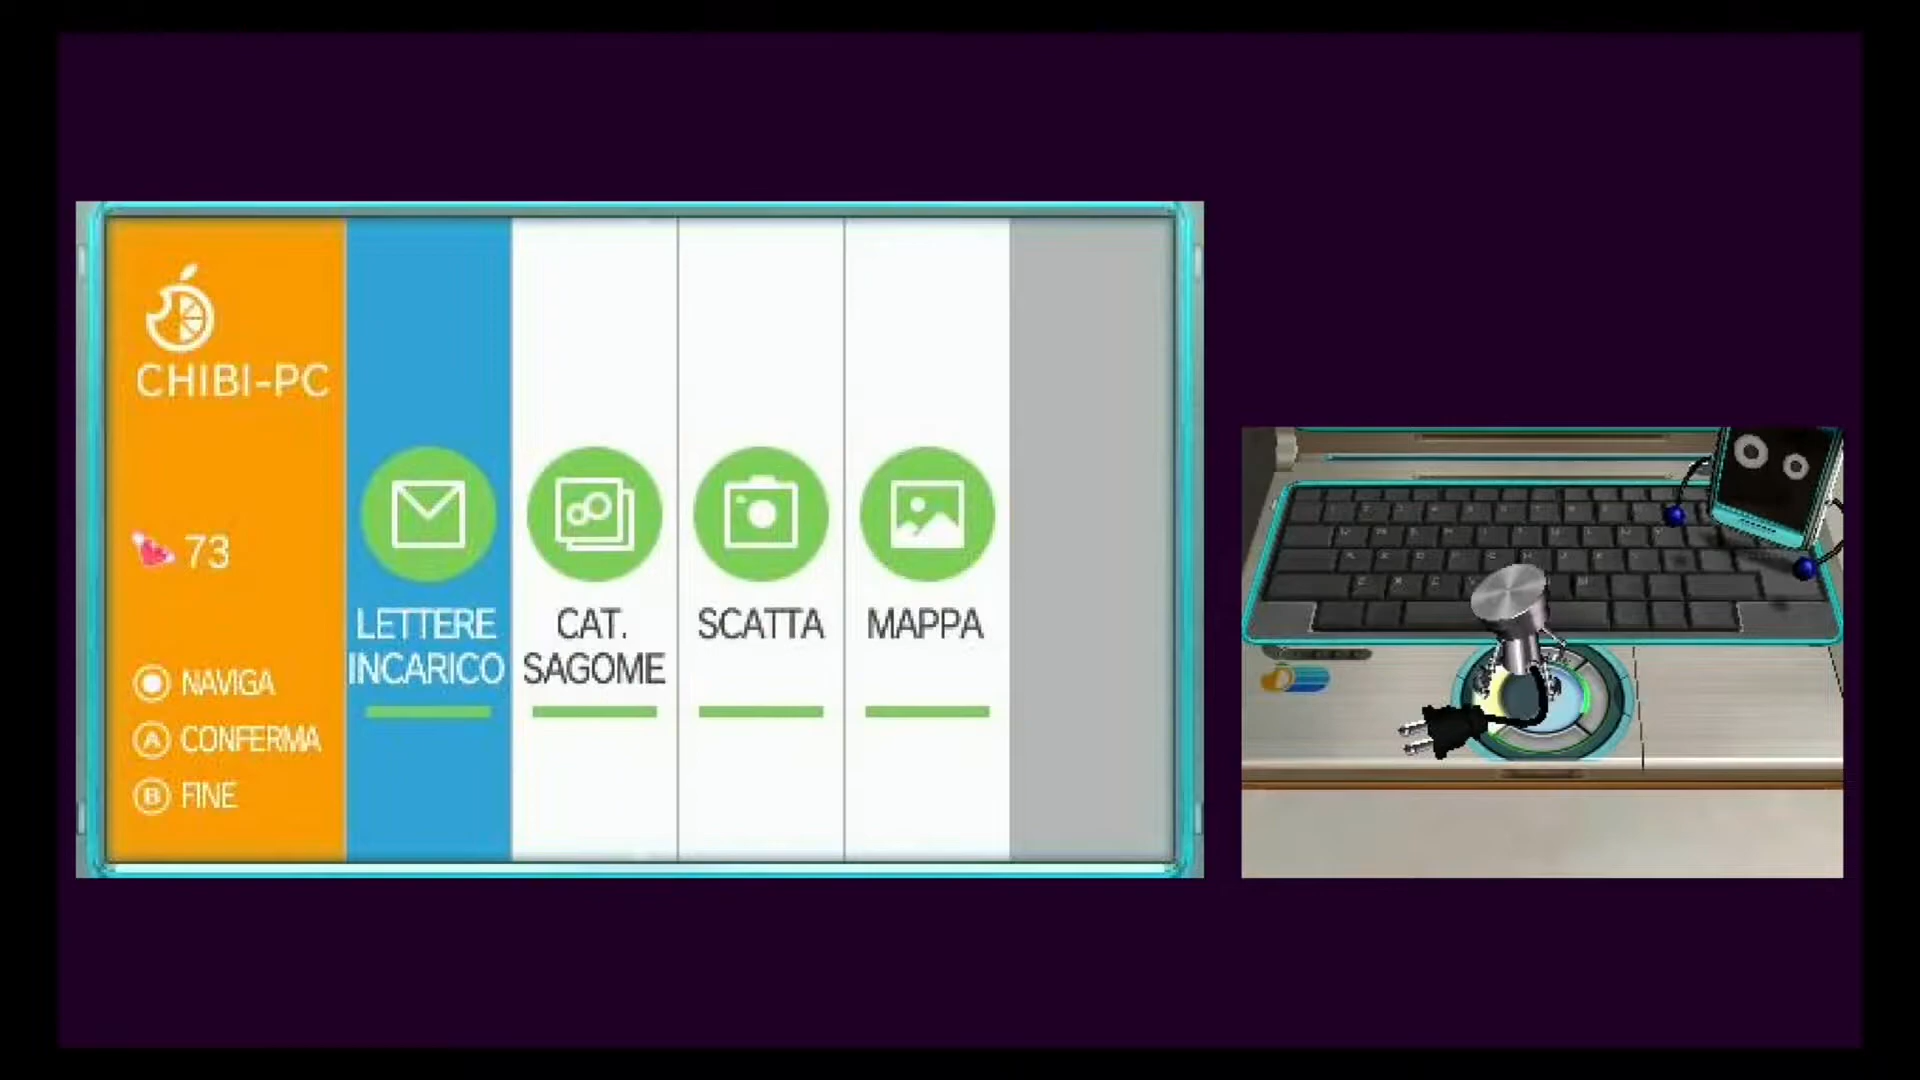 CHIBI-PC
73
NAVIGA
A CONFERMA
B FINE
LETTERE
INCARICO
CAT.
SAGOME
SCATTA
MAPPA